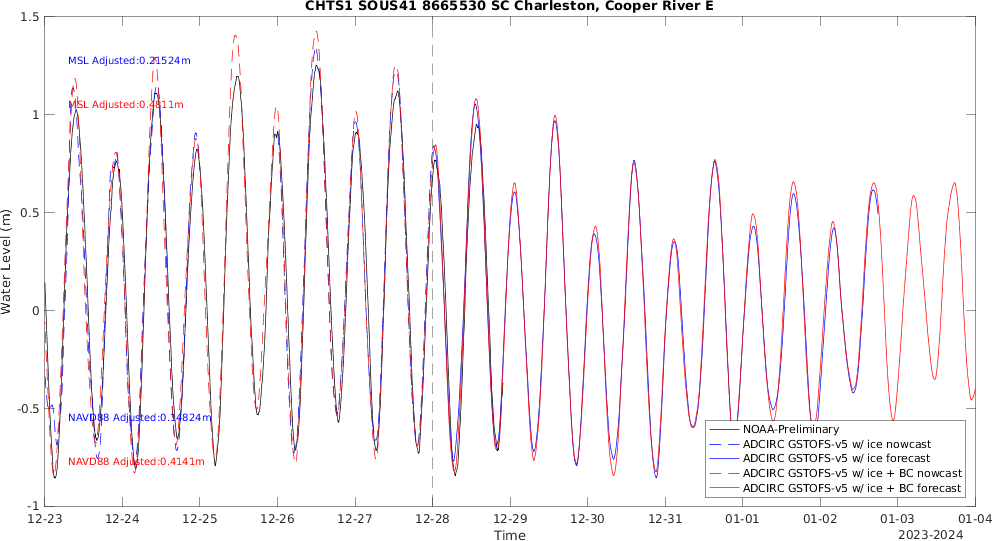 CHTS1 SOUS41 8665530 SC Charleston, Cooper River E
1.5
MSL Adjusted:0.21524m
MSL Adjusted:0.4811m
1
0.5
Water Level (m)
0
-0.5
NAVD88 Adjusted:0.14824m
NAVD88 Adjusted:0.4141m
-1
NOAA-Preliminary
ADCIRC GSTOFS-v5 w/ ice nowcast
ADCIRC GSTOFS-v5 w/ ice forecast
ADCIRC GSTOFS-v5 w/ ice + BC nowcast
ADCIRC GSTOFS-v5 w/ ice + BC forecast
12-23 12-24 12-25 12-26 12-27 12-28 12-29 12-30 12-31 01-01 01-02 01-03 01-04
Time
2023-2024